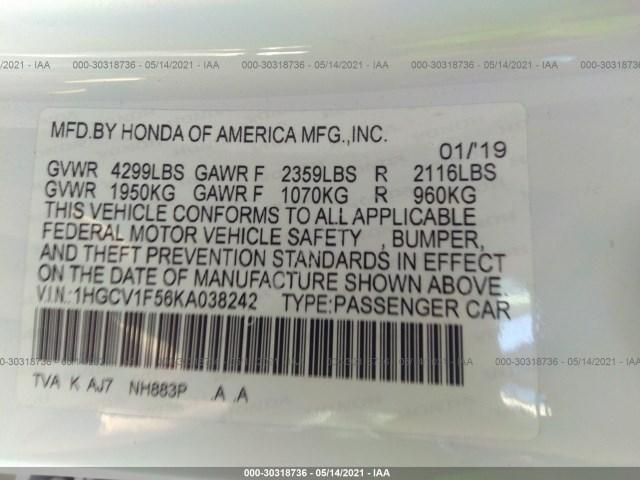 -2021 - IAA 000-30318736 - 05/14/2021 - IAA 000-30318736 - 05/14/2021 - IAA
MFD.BY HONDA OF AMERICA MFG.,INC.
01/'19
GVWR 4299LBS GAWR F 2359LBS R 2116LBS
GVWR 1950KG GAWR F 1070KG R 960KG
THIS VEHICLE CONFORMS TO ALL APPLICABLE
FEDERAL MOTOR VEHICLE SAFETY , BUMPER,
AND THEFT PREVENTION STANDARDS IN EFFECT
ON THE DATE OF MANUFACTURE SHOWN ABOVE.
V.I.N.:1HGCV1F56KA038242 TYPE:PASSENGER CAR
/2021 - IAA 000-30318736 - 05/14/2021 - IAA 000-30318736 - 05/14/2021 - IAA
TVA K AJ7 NH883P .A .A
000-30318736 - 05/14/2021 - IAA